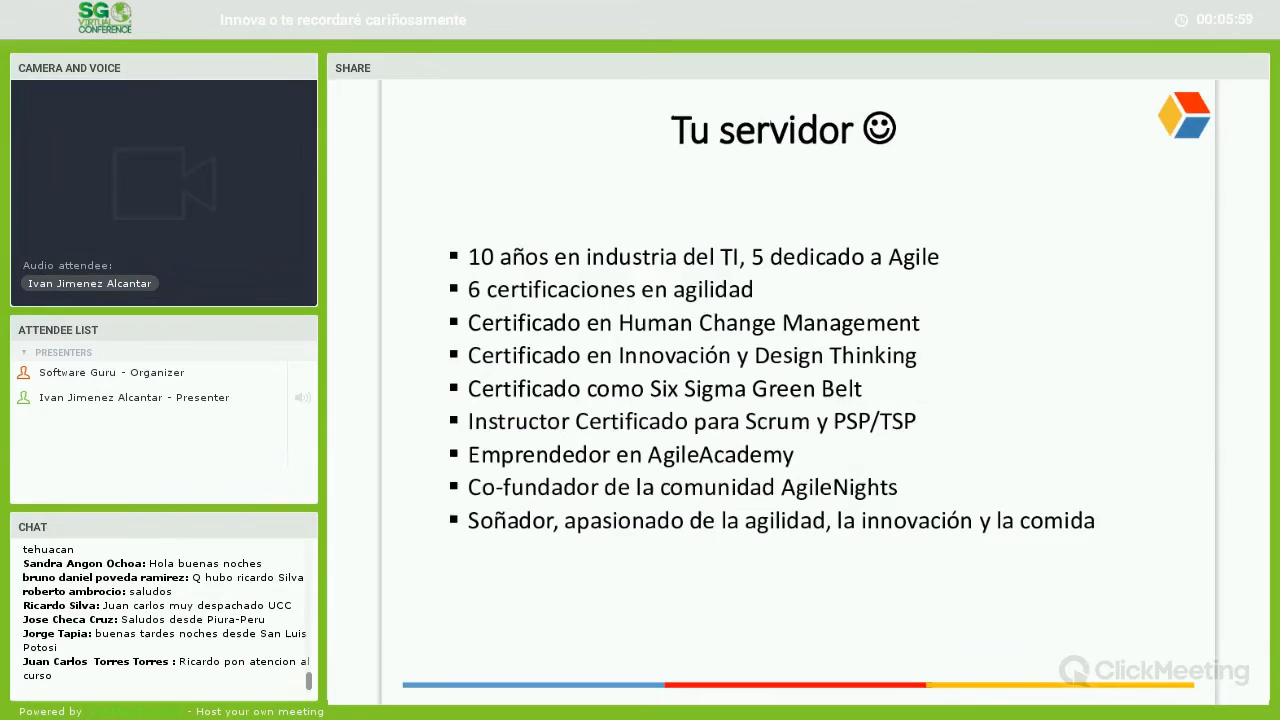 SG
VIRTUAL
CONFERENCE
Innova o te recordaré cariñosamente
00:05:59
CAMERA AND VOICE
Audio attendee:
Ivan Jimenez Alcantar
ATTENDEE LIST
PRESENTERS
Software Guru - Organizer
Ivan Jimenez Alcantar - Presenter
CHAT
tehuacan
Sandra Angon Ochoa: Hola buenas noches
bruno daniel poveda ramirez: Q hubo ricardo Silva
roberto ambrocio: saludos
Ricardo Silva: Juan carlos muy despachado UCC
Jose Checa Cruz: Saludos desde Piura-Peru
Jorge Tapia: buenas tardes noches desde San Luis
Potosi
Juan Carlos Torres Torres : Ricardo pon atencion al
curso
Powered by - Host your own meeting
SHARE
Tu servidor ☺
▪ 10 años en industria del TI, 5 dedicado a Agile
▪ 6 certificaciones en agilidad
▪ Certificado en Human Change Management
▪ Certificado en Innovación y Design Thinking
▪ Certificado como Six Sigma Green Belt
▪ Instructor Certificado para Scrum y PSP/TSP
▪ Emprendedor en AgileAcademy
▪ Co-fundador de la comunidad AgileNights
▪ Soñador, apasionado de la agilidad, la innovación y la comida
ClickMeeting